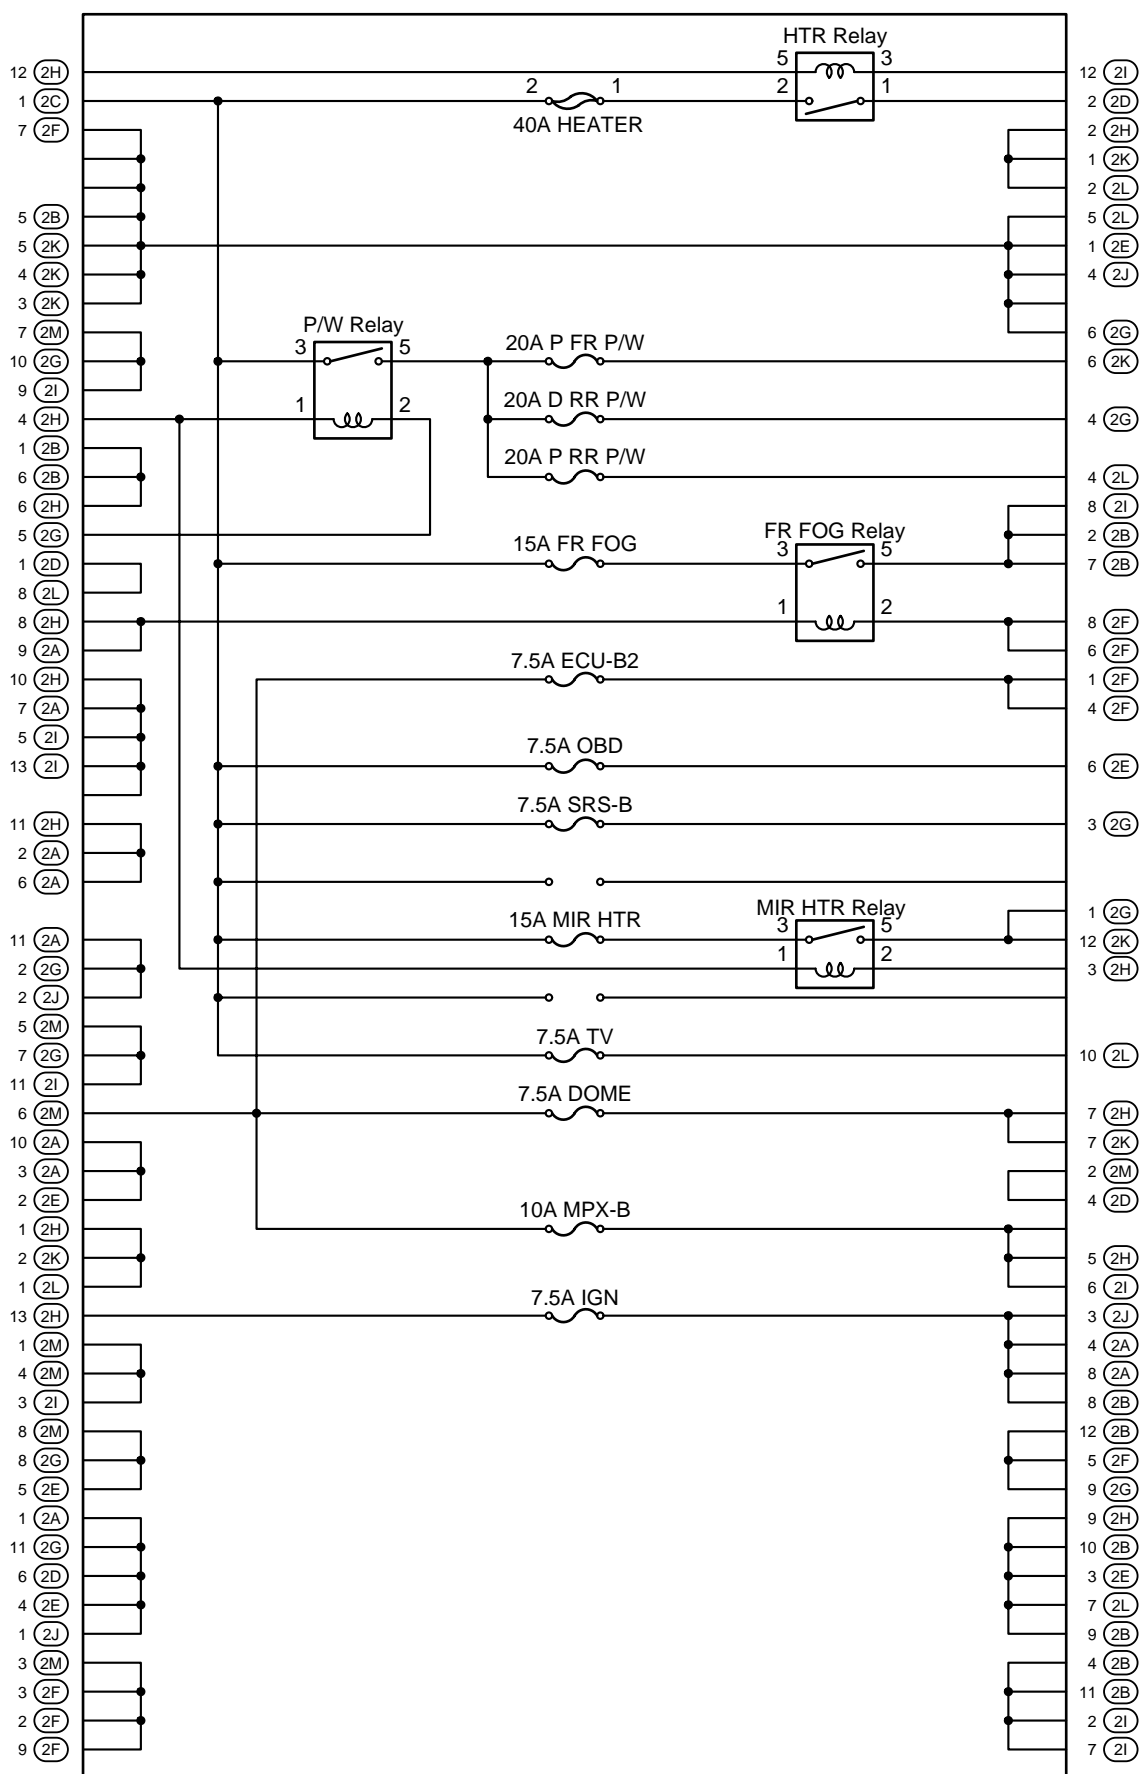 HTR Relay
12 2H 5 3 12 2I
1 2C 2 1 2 1 2 2D
40A HEATER
7 2F 2 2H
1 2K
2 2L
5 2B 5 2L
5 2K 1 2E
4 2K 4 2J
3 2K
P/W Relay
7 2M 6 2G
20A P FR P/W
10 2G 3 5 6 2K
9 2I
20A D RR P/W
4 2H 1 2 4 2G
1 2B
20A P RR P/W
6 2B 4 2L
6 2H 8 2I
FR FOG Relay
5 2G 2 2B
15A FR FOG
1 2D 3 5 7 2B
8 2L
8 2H 1 2 8 2F
9 2A 6 2F
7.5A ECU-B2
10 2H 1 2F
7 2A 4 2F
5 2I
7.5A OBD
13 2I 6 2E
7.5A SRS-B
11 2H 3 2G
2 2A
6 2A
MIR HTR Relay
1 2G
15A MIR HTR
11 2A 3 5 12 2K
2 2G 1 2 3 2H
2 2J
5 2M
7.5A TV
7 2G 10 2L
11 2I
7.5A DOME
6 2M 7 2H
10 2A 7 2K
3 2A 2 2M
2 2E 4 2D
10A MPX-B
1 2H
2 2K 5 2H
1 2L 6 2I
7.5A IGN
13 2H 3 2J
1 2M 4 2A
4 2M 8 2A
3 2I 8 2B
8 2M 12 2B
8 2G 5 2F
5 2E 9 2G
1 2A 9 2H
11 2G 10 2B
6 2D 3 2E
4 2E 7 2L
1 2J 9 2B
3 2M 4 2B
3 2F 11 2B
2 2F 2 2I
9 2F 7 2I